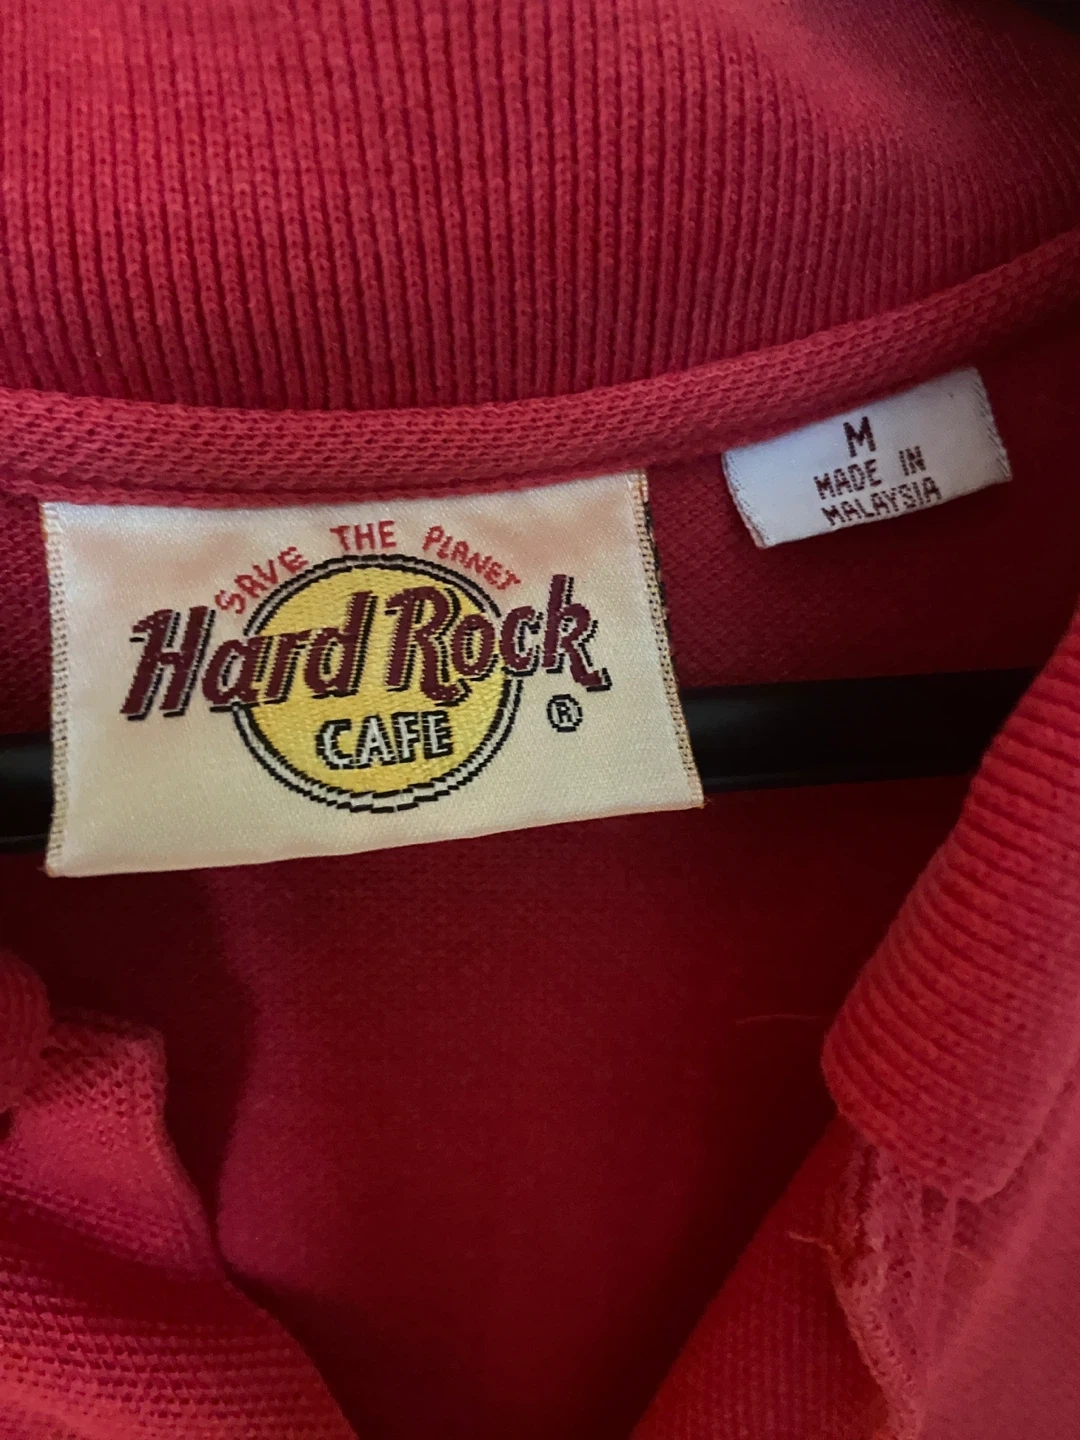 SAVE THE PLANET
Hard Rock
CAFE ®
M
MADE IN
MALAYSIA